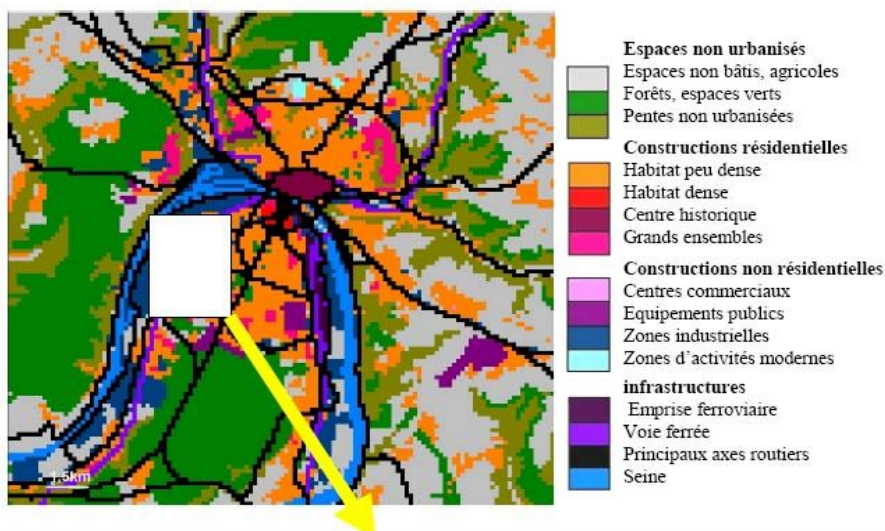 Espaces non urbanisés
Espaces non bâtis, agricoles
Forêts, espaces verts
Pentes non urbanisées
Constructions résidentielles
Habitat peu dense
Habitat dense
Centre historique
Grands ensembles
Constructions non résidentielles
Centres commerciaux
Equipements publics
Zones industrielles
Zones d'activités modernes
infrastructures
Emprise ferroviaire
Voie ferrée
Principaux axes routiers
Seine
1.5km